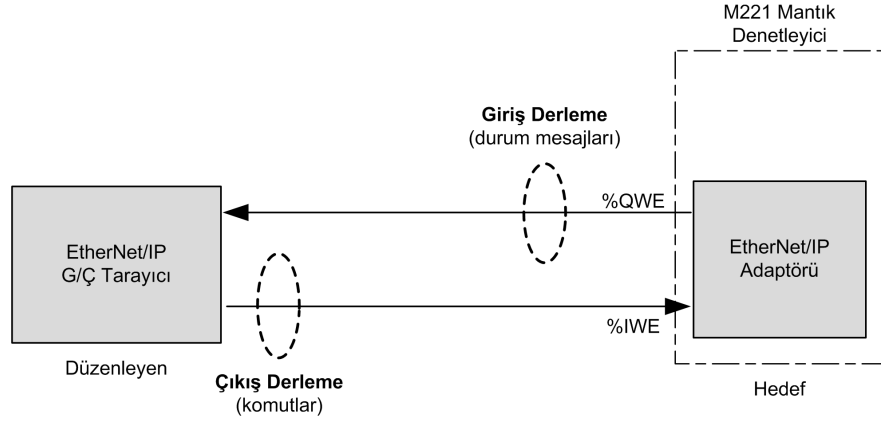 M221 Mantık
Denetleyici
Giriş Derleme
(durum mesajları)
%QWE
EtherNet/IP
G/Ç Tarayıcı
EtherNet/IP
Adaptörü
%IWE
Düzenleyen
Çıkış Derleme
(komutlar)
Hedef